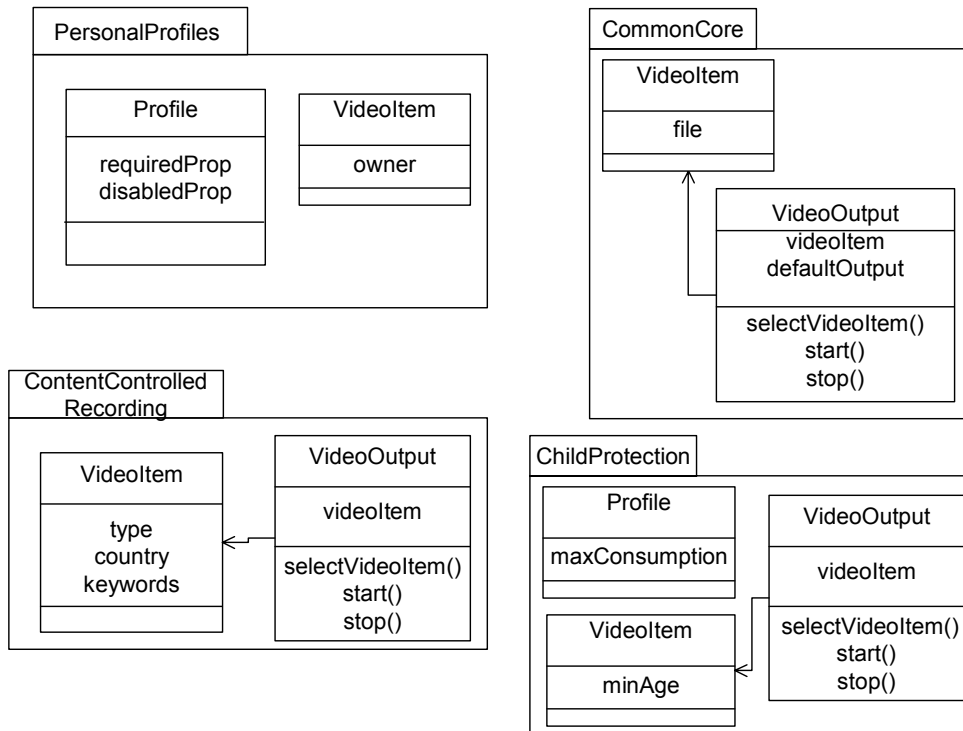 PersonalProfiles
Profile
requiredProp
disabledProp
VideoItem
owner
CommonCore
VideoItem
file
VideoOutput
videoItem
defaultOutput
selectVideoItem()
start()
stop()
ContentControlled
Recording
VideoItem
type
country
keywords
VideoOutput
videoItem
selectVideoItem()
start()
stop()
ChildProtection
Profile
maxConsumption
VideoItem
minAge
VideoOutput
videoItem
selectVideoItem()
start()
stop()